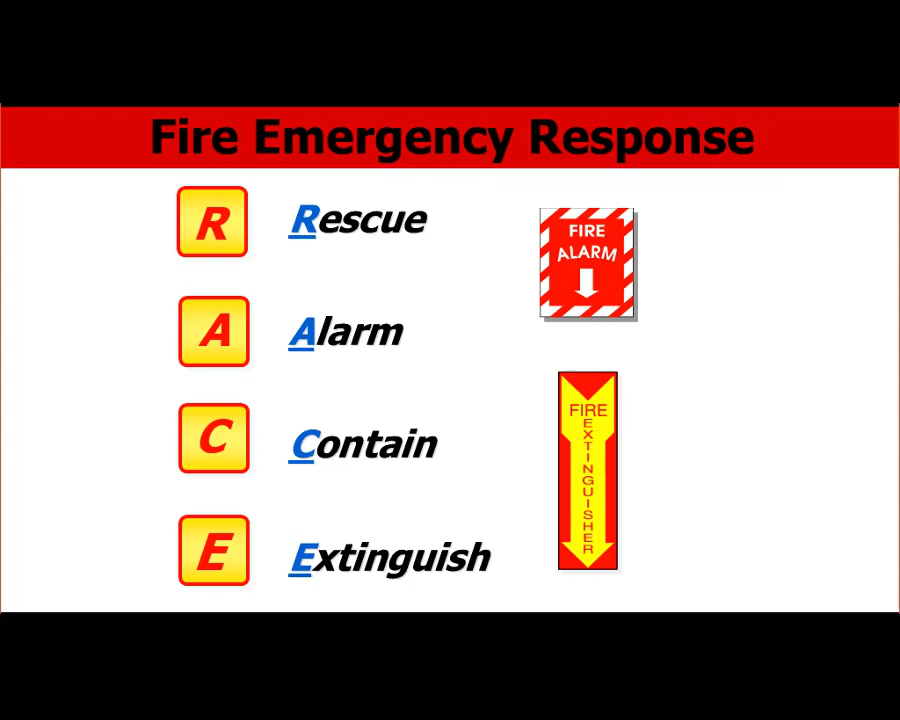 Fire Emergency Response
R Rescue
A Alarm
C Contain
E Extinguish
FIRE
ALARM
FIRE
EXTINGUISHER